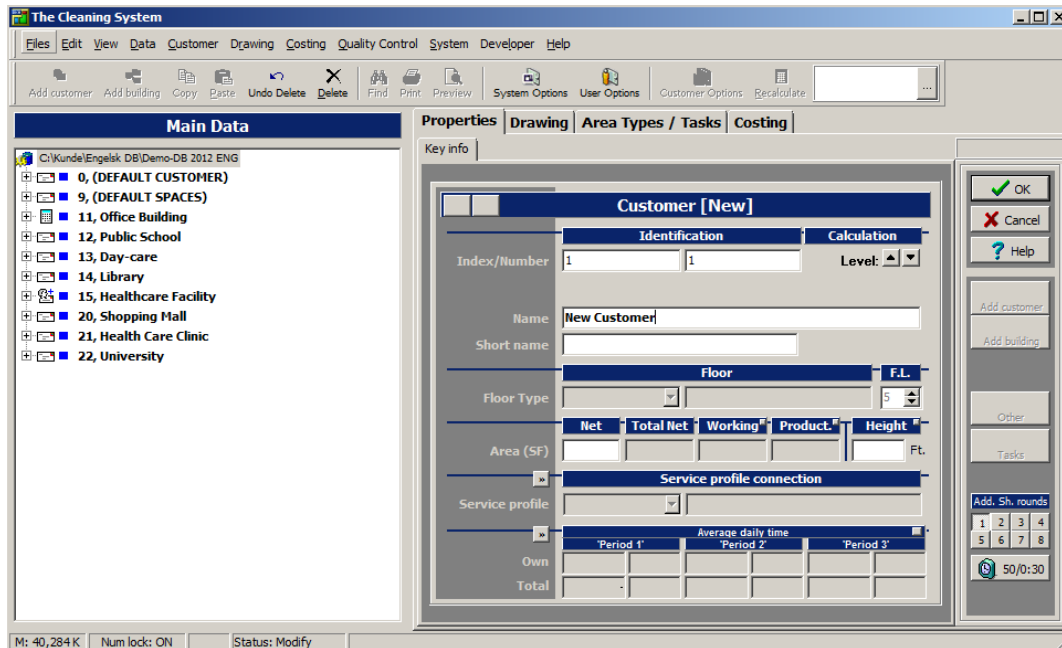 The Cleaning System
Files Edit View Data Customer Drawing Costing Quality Control System Developer Help
Add customer Add building Copy Paste Undo Delete Delete Find Print Preview System Options User Options Customer Options Recalculate ...
Main Data
C:\Kunde\Engelsk DB\Demo-DB 2012 ENG
0, (DEFAULT CUSTOMER)
9, (DEFAULT SPACES)
11, Office Building
12, Public School
13, Day-care
14, Library
15, Healthcare Facility
20, Shopping Mall
21, Health Care Clinic
22, University
Properties Drawing Area Types / Tasks Costing
Key info
Customer [New]
Identification Calculation
Index/Number 1 1 Level:
Name New Customer
Short name
Floor F.L.
Floor Type 5
Net Total Net Working Product. Height
Area (SF) Ft.
» Service profile connection
Service profile
» Average daily time
'Period 1' 'Period 2' 'Period 3'
Own
Total -
OK
Cancel
? Help
Add customer
Add building
Other
Tasks
Add. Sh. rounds
1 2 3 4
5 6 7 8
50/0:30
M: 40,284 K Num lock: ON Status: Modify